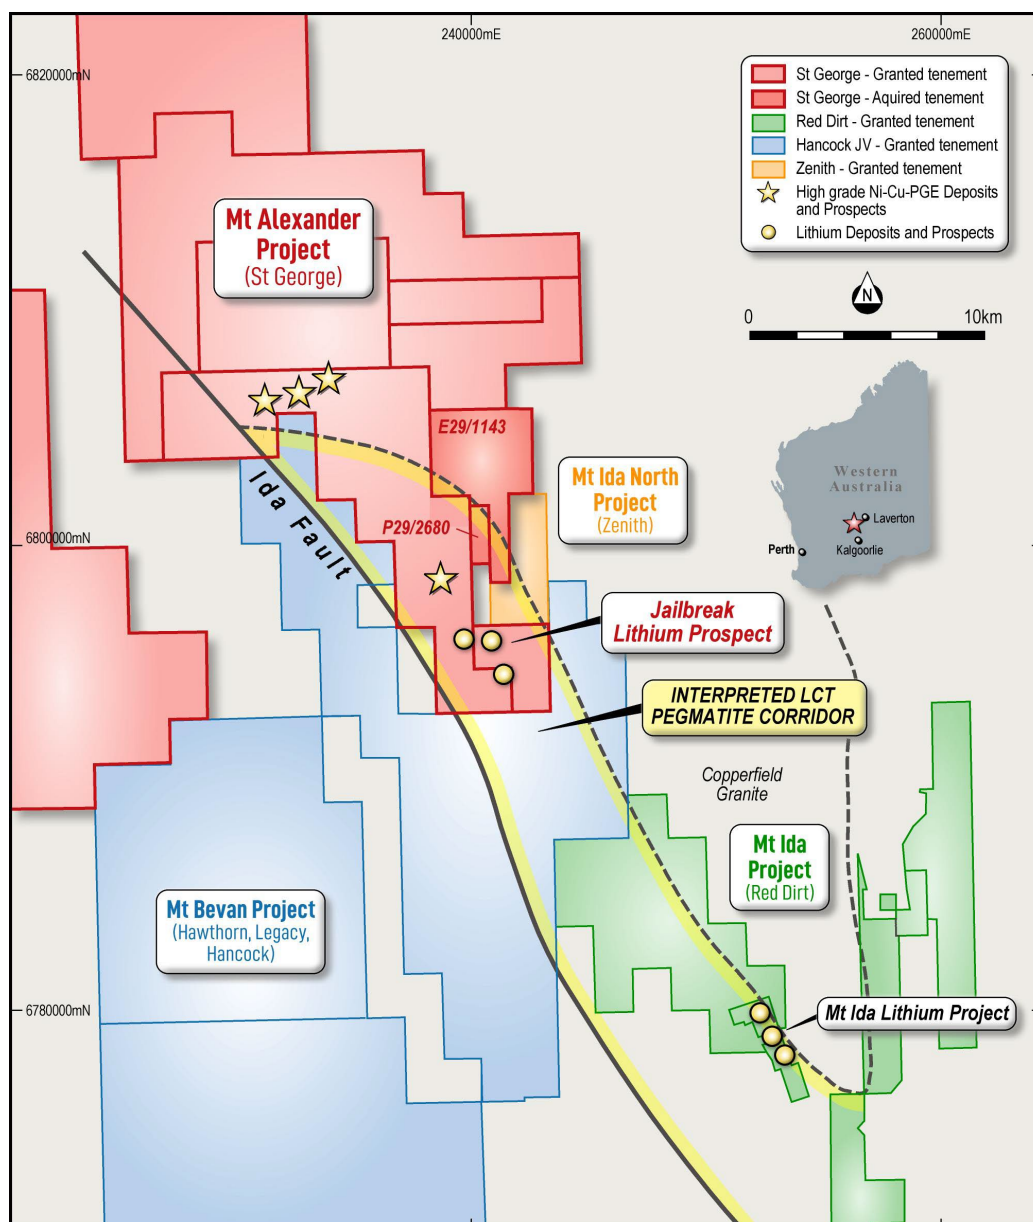 240000mE
260000mE
6820000mN
St George - Granted tenement
St George - Aquired tenement
Red Dirt - Granted tenement
Hancock JV - Granted tenement
Zenith - Granted tenement
High grade Ni-Cu-PGE Deposits
and Prospects
Lithium Deposits and Prospects
Mt Alexander
Project
(St George)
N
0
10km
E29/1143
Ida Fault
Mt Ida North
Project
(Zenith)
P29/2680
Western
Australia
Laverton
Perth
Kalgoorlie
6800000mN
Jailbreak
Lithium Prospect
INTERPRETED LCT
PEGMATITE CORRIDOR
Copperfield
Granite
Mt Ida
Project
(Red Dirt)
Mt Bevan Project
(Hawthorn, Legacy,
Hancock)
6780000mN
Mt Ida Lithium Project